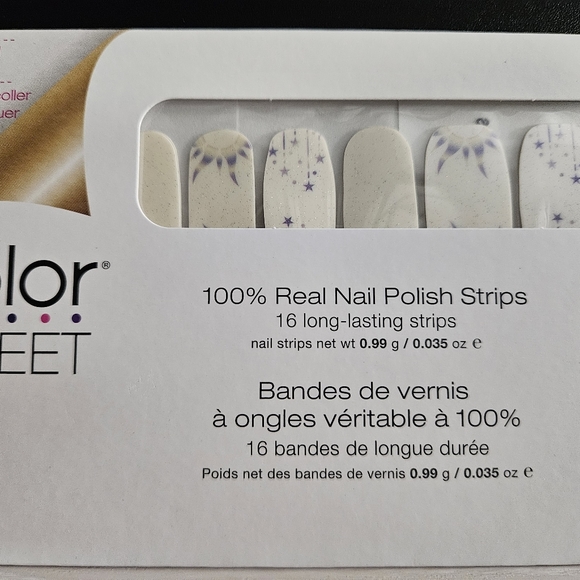 oller
uer
olor®
EET
100% Real Nail Polish Strips
16 long-lasting strips
nail strips net wt 0.99 g / 0.035 oz e
Bandes de vernis
à ongles véritable à 100%
16 bandes de longue durée
Poids net des bandes de vernis 0.99 g / 0.035 oz e